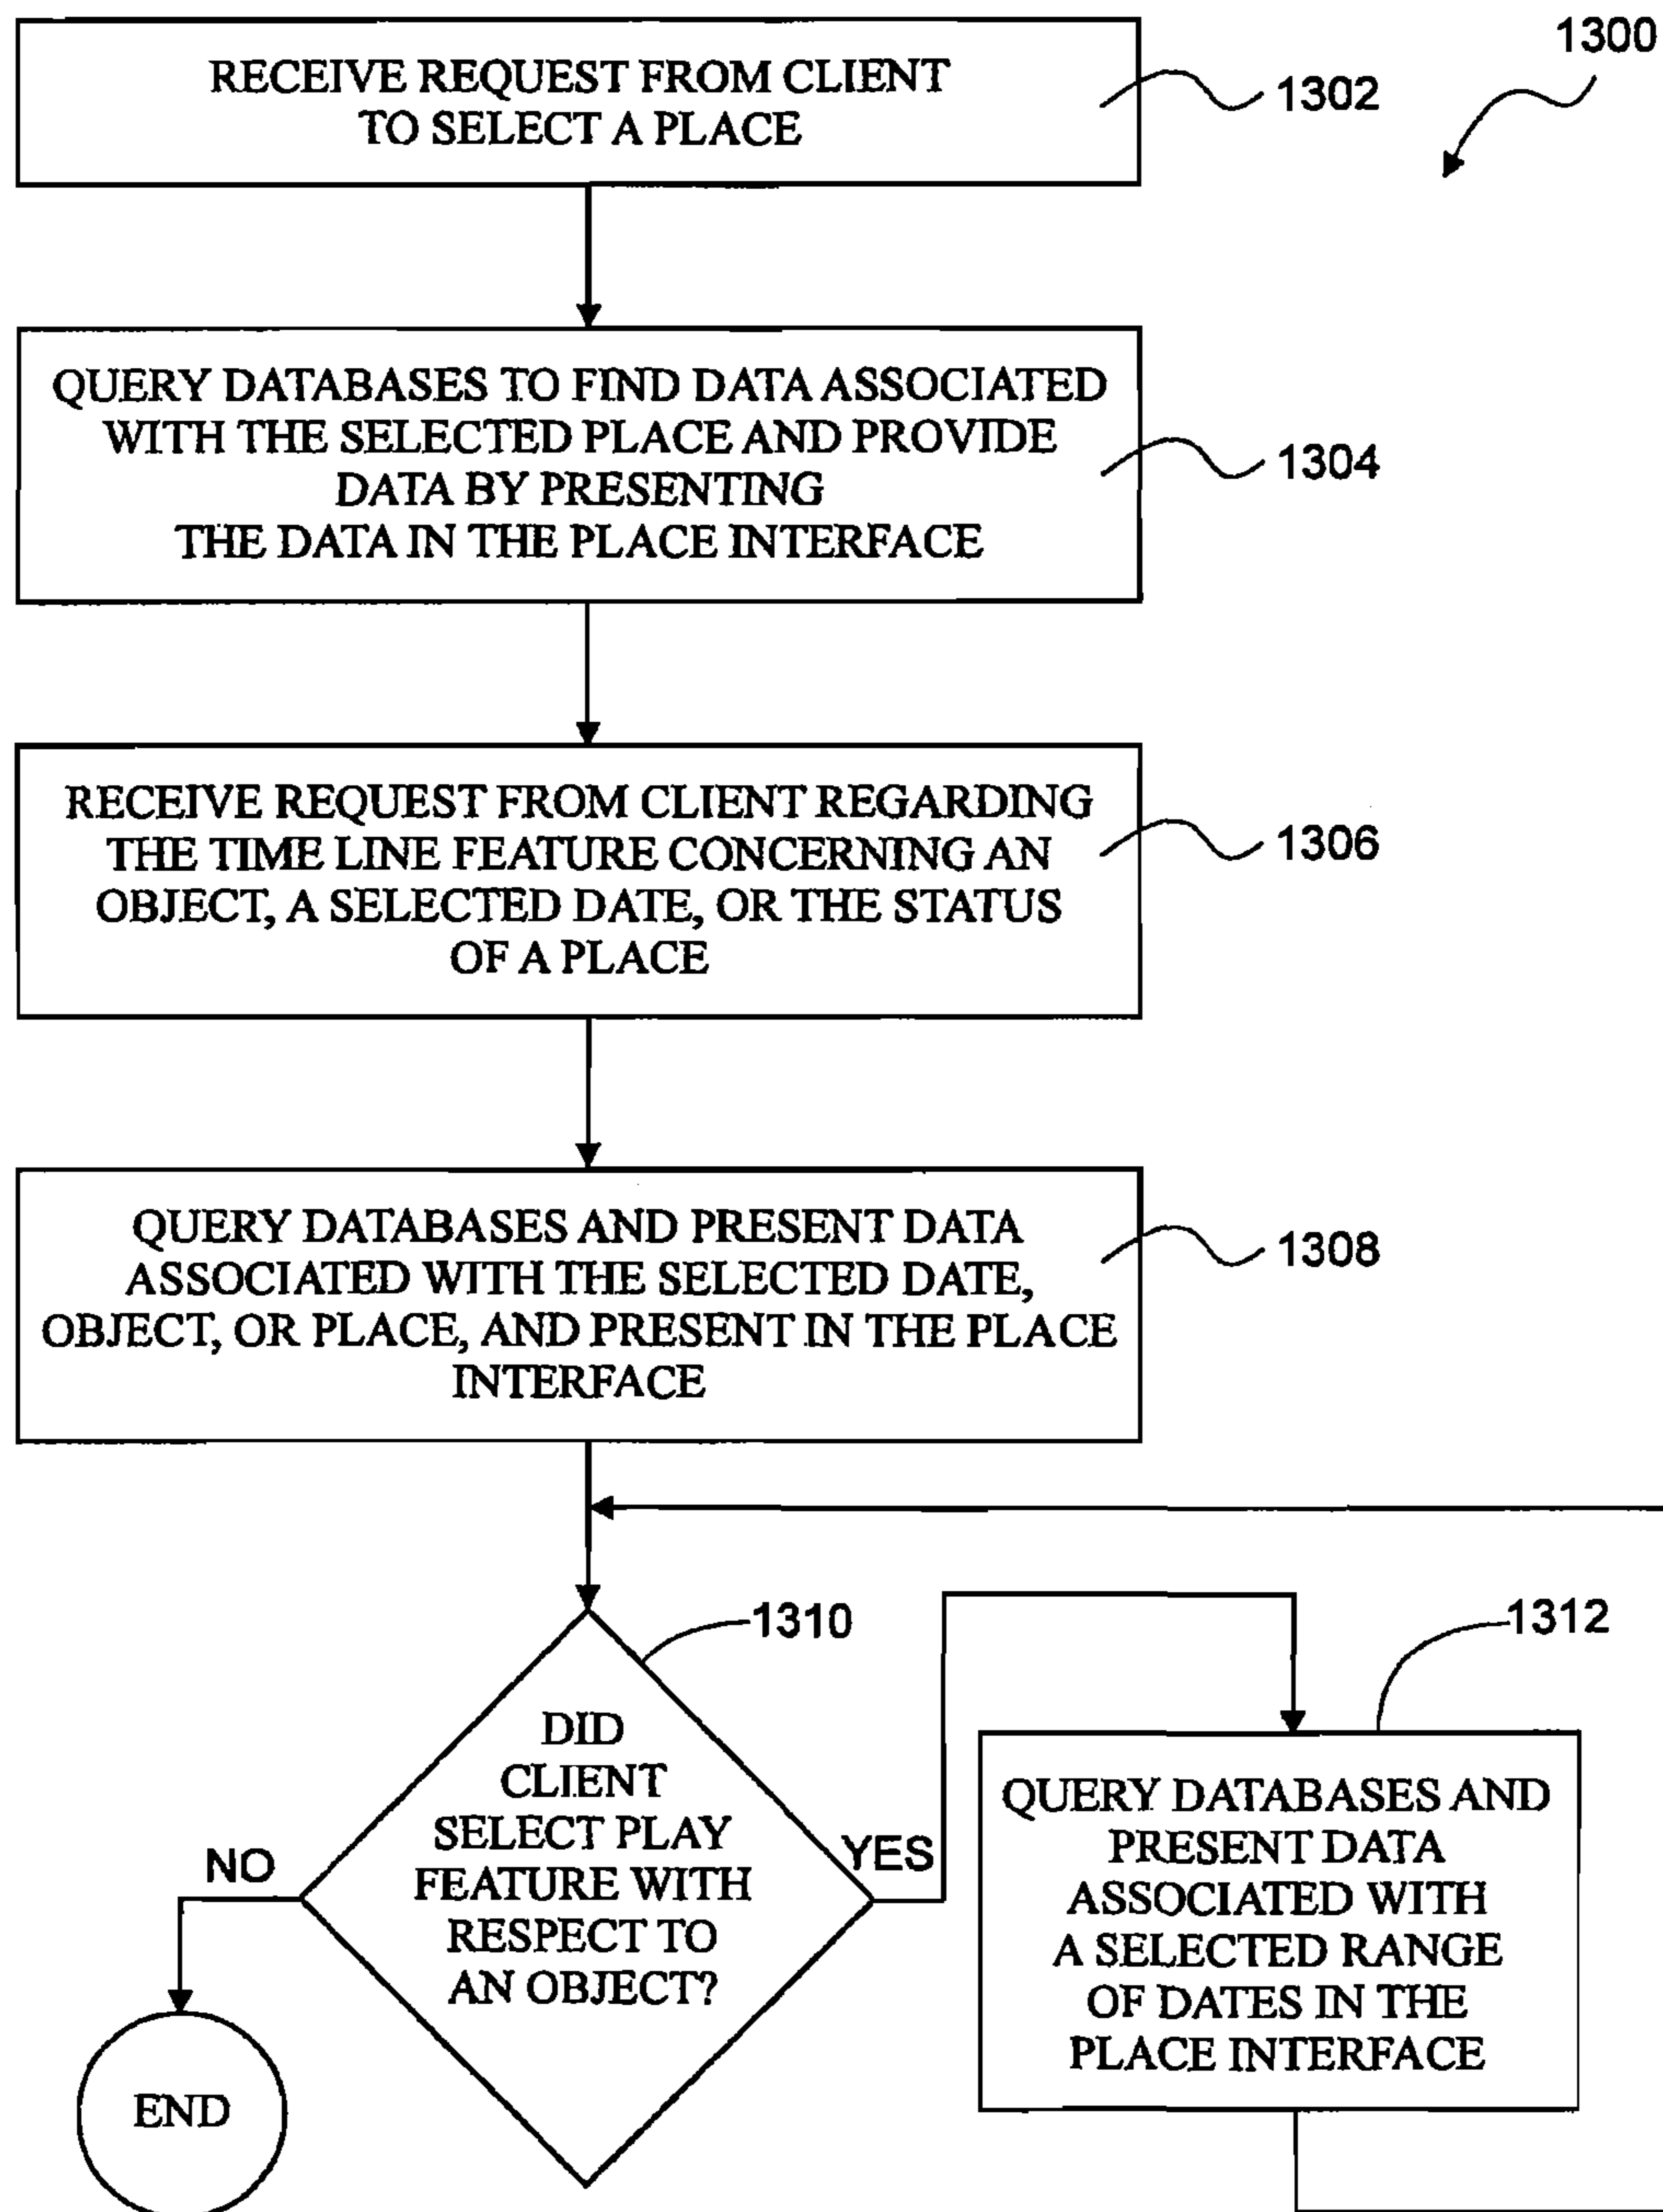 1300
RECEIVE REQUEST FROM CLIENT
TO SELECT A PLACE
1302
QUERY DATABASES TO FIND DATA ASSOCIATED
WITH THE SELECTED PLACE AND PROVIDE
DATA BY PRESENTING
THE DATA IN THE PLACE INTERFACE
1304
RECEIVE REQUEST FROM CLIENT REGARDING
THE TIME LINE FEATURE CONCERNING AN
OBJECT, A SELECTED DATE, OR THE STATUS
OF A PLACE
1306
QUERY DATABASES AND PRESENT DATA
ASSOCIATED WITH THE SELECTED DATE,
OBJECT, OR PLACE, AND PRESENT IN THE PLACE
INTERFACE
1308
1310
DID
CLIENT
SELECT PLAY
FEATURE WITH
RESPECT TO
AN OBJECT?
NO
YES
END
1312
QUERY DATABASES AND
PRESENT DATA
ASSOCIATED WITH
A SELECTED RANGE
OF DATES IN THE
PLACE INTERFACE